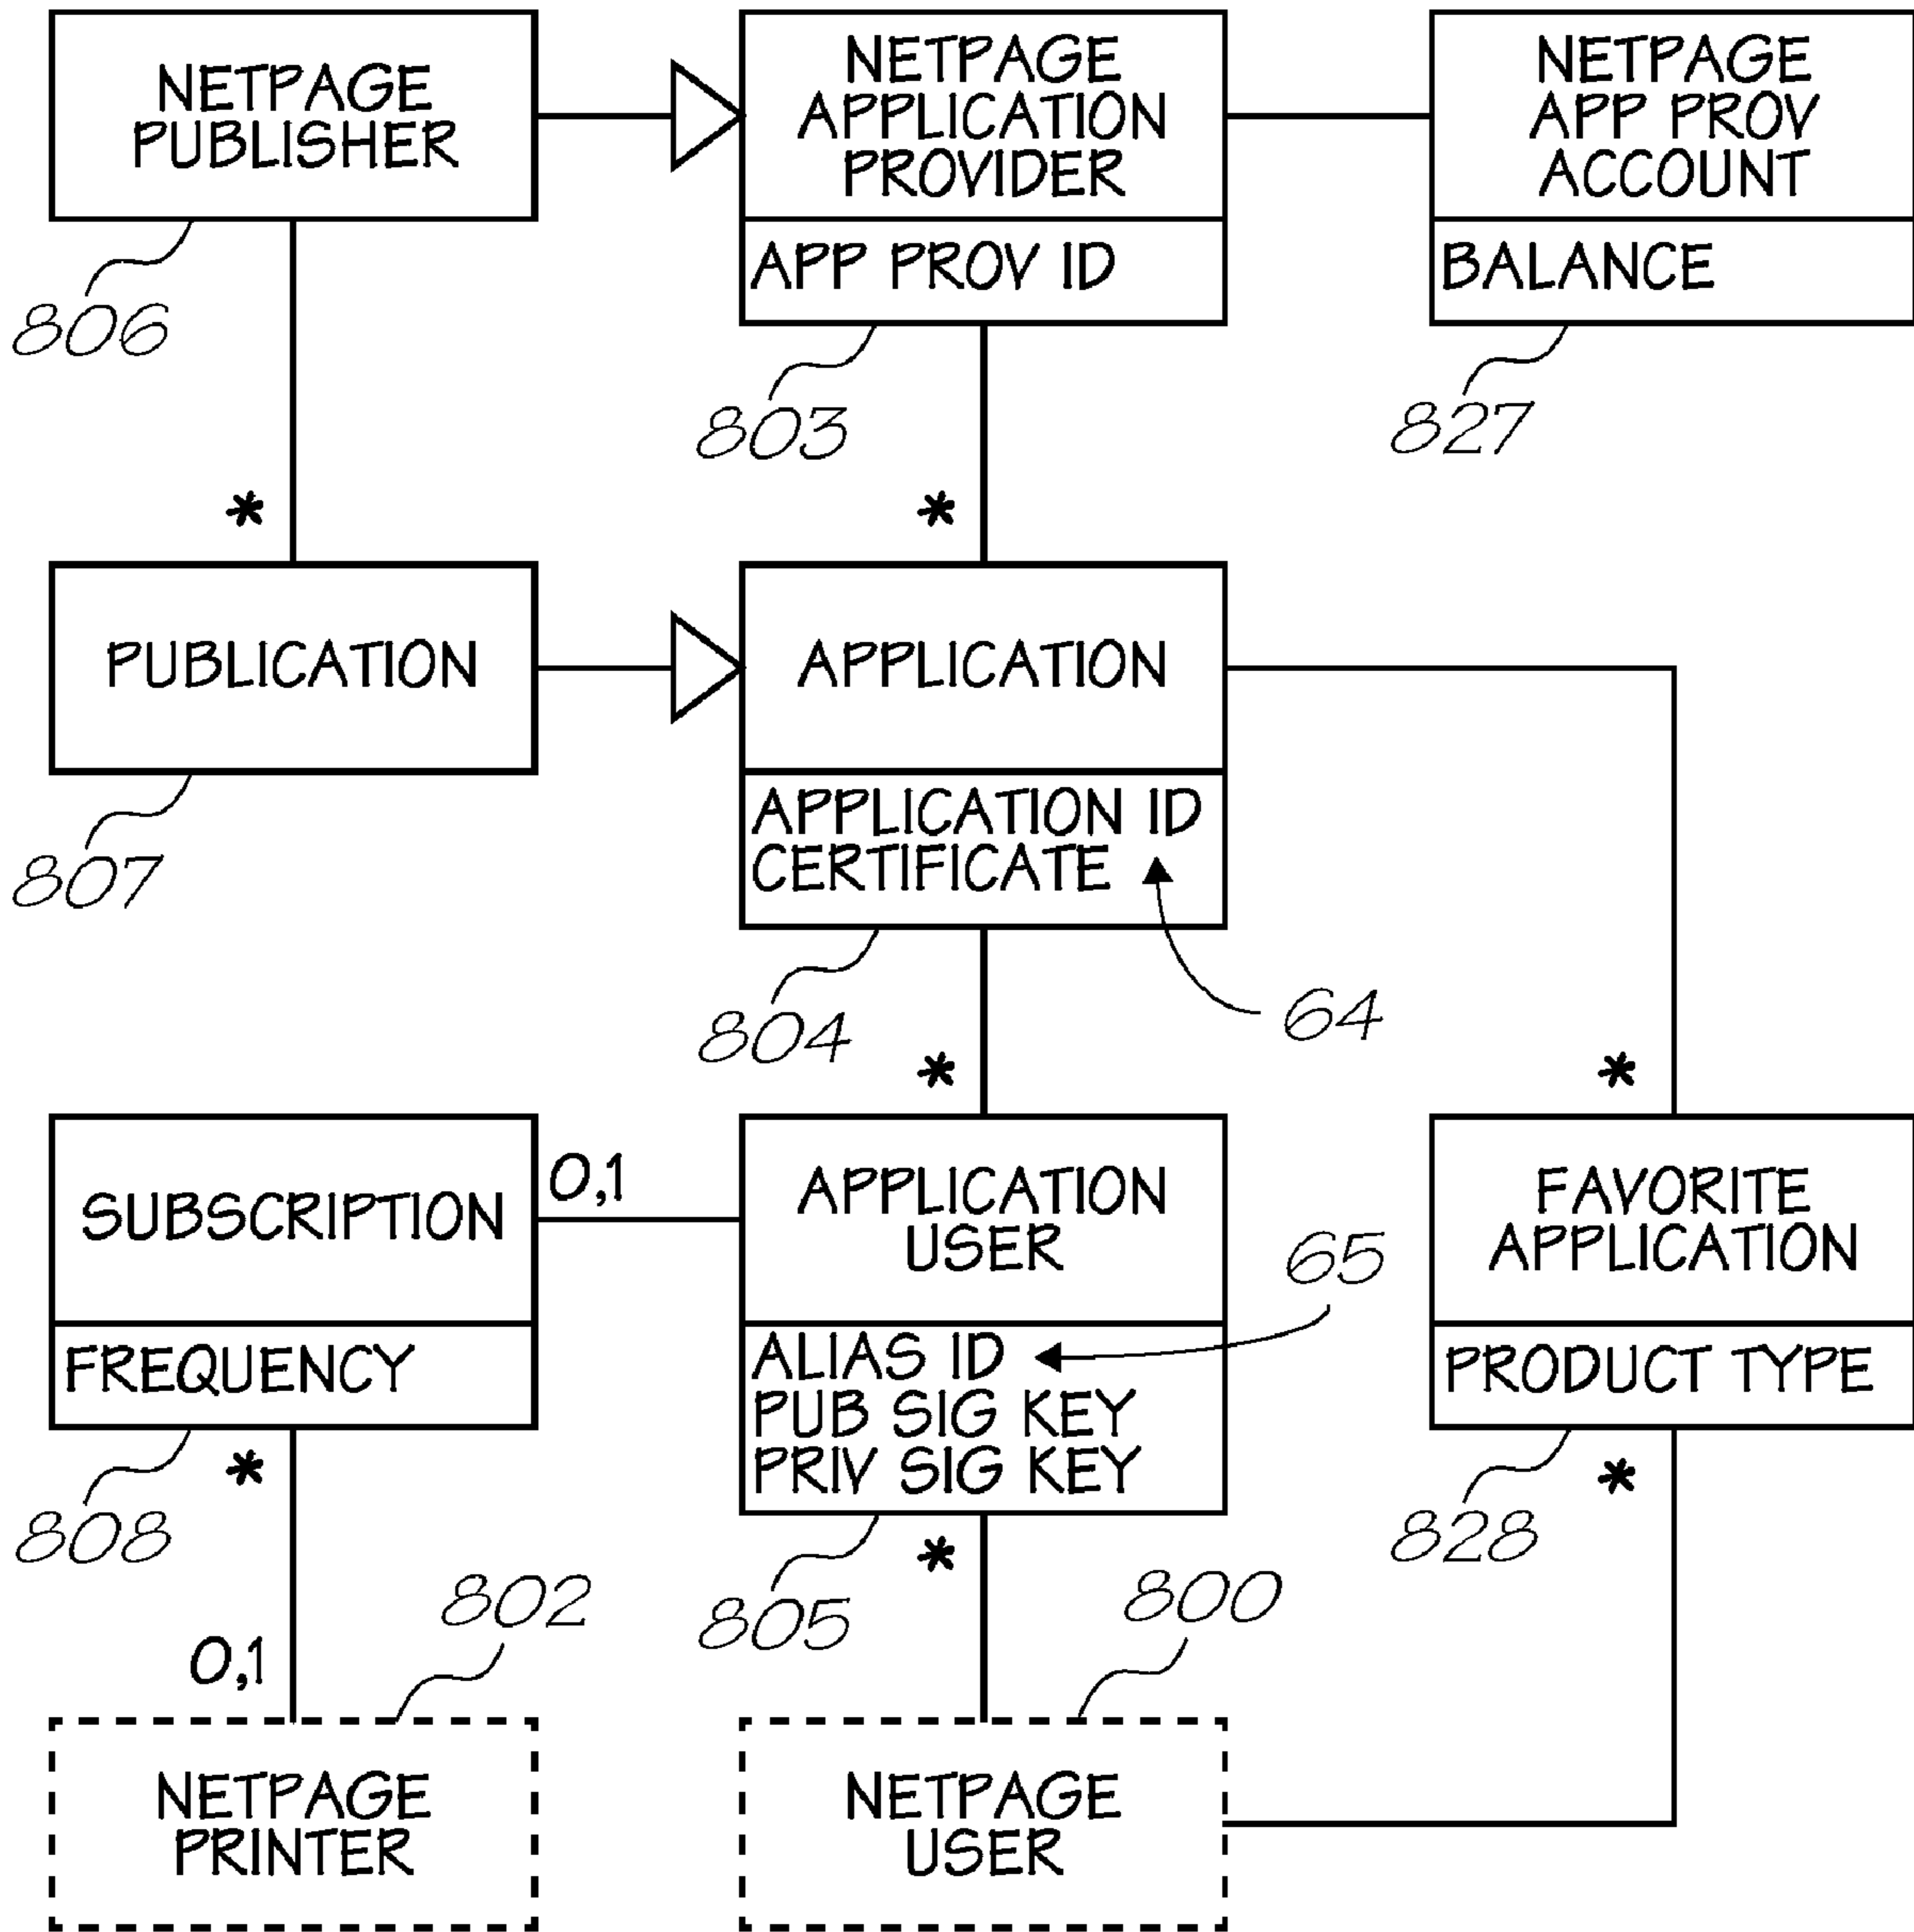 NETPAGE
PUBLISHER
NETPAGE
APPLICATION
PROVIDER
APP PROV ID
NETPAGE
APP PROV
ACCOUNT
BALANCE
806
803
827
*
*
PUBLICATION
APPLICATION
APPLICATION ID
CERTIFICATE
807
804
64
*
*
SUBSCRIPTION
FREQUENCY
0,1
APPLICATION
USER
ALIAS ID
PUB SIG KEY
PRIV SIG KEY
65
FAVORITE
APPLICATION
PRODUCT TYPE
808
*
802
0,1
805
*
800
828
*
NETPAGE
PRINTER
NETPAGE
USER